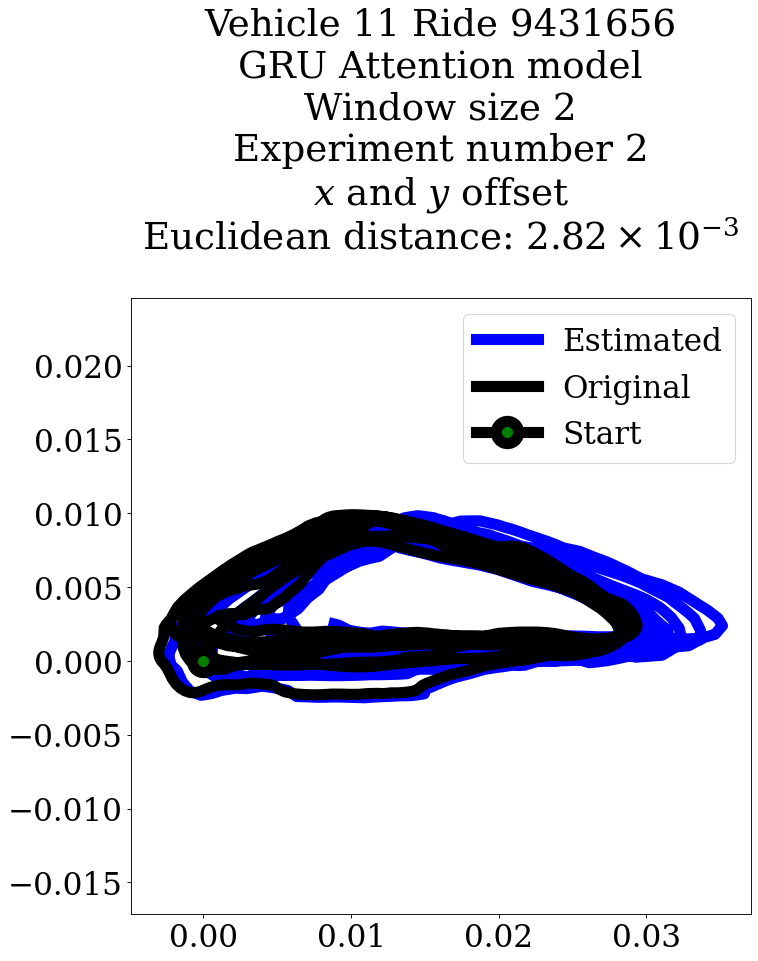 Vehicle 11 Ride 9431656
GRU Attention model
Window size 2
Experiment number 2
x and y offset
Euclidean distance: 2.82 × 10⁻³
Estimated
Original
Start
0.020
0.015
0.010
0.005
0.000
−0.005
−0.010
−0.015
0.00 0.01 0.02 0.03